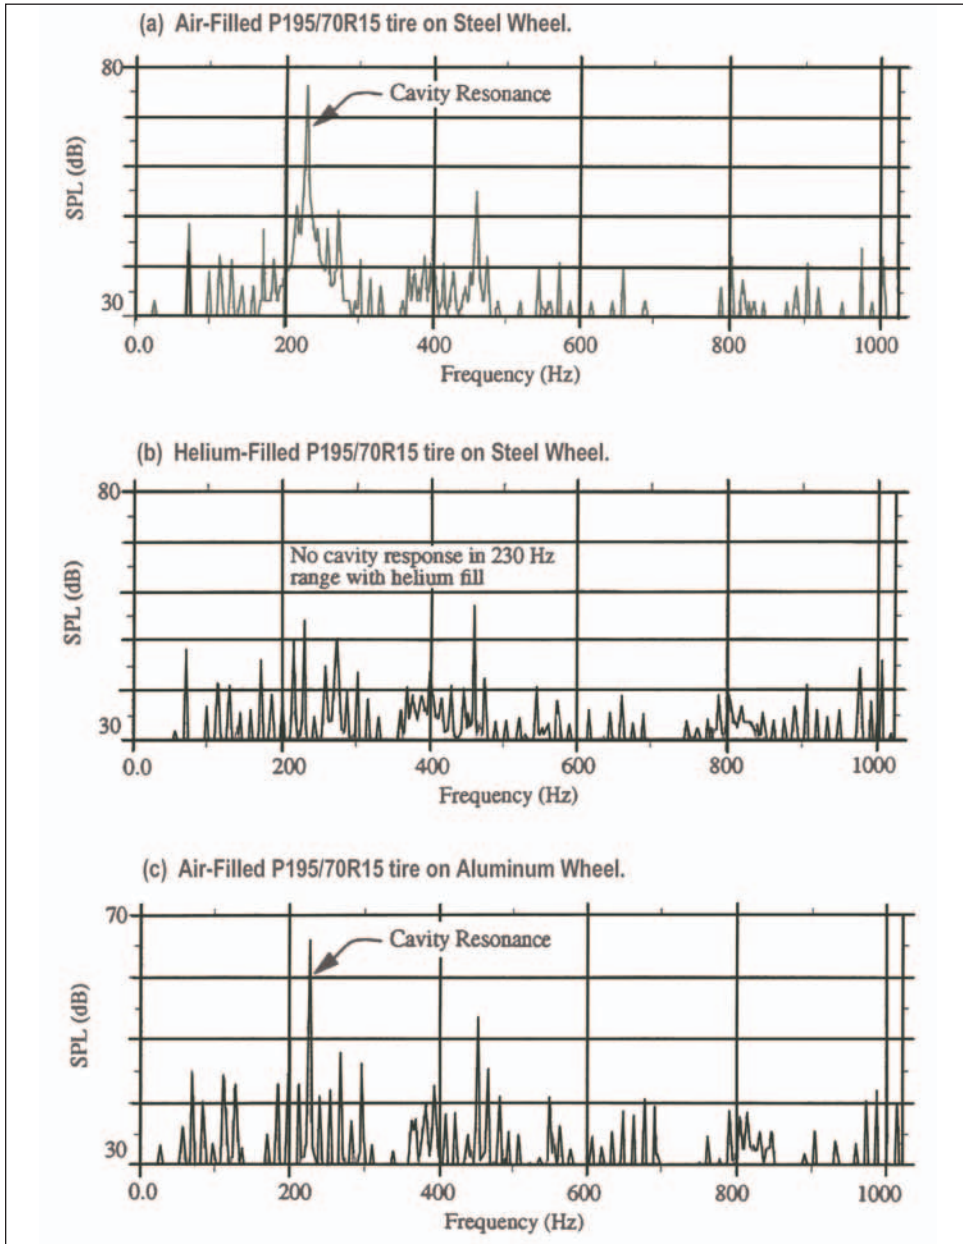 (a) Air-Filled P195/70R15 tire on Steel Wheel.
80
Cavity Resonance
SPL (dB)
30
0.0 200 400 600 800 1000
Frequency (Hz)
(b) Helium-Filled P195/70R15 tire on Steel Wheel.
80
No cavity response in 230 Hz
range with helium fill
SPL (dB)
30
0.0 200 400 600 800 1000
Frequency (Hz)
(c) Air-Filled P195/70R15 tire on Aluminum Wheel.
70
Cavity Resonance
SPL (dB)
30
0.0 200 400 600 800 1000
Frequency (Hz)